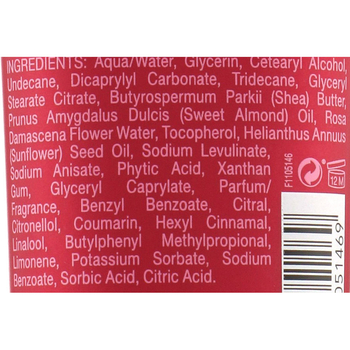 INGREDIENTS: Aqua/Water, Glycerin, Cetearyl Alcohol,
Undecane, Dicaprylyl Carbonate, Tridecane, Glyceryl
Stearate Citrate, Butyrospermum Parkii (Shea) Butter,
Prunus Amygdalus Dulcis (Sweet Almond) Oil, Rosa
Damascena Flower Water, Tocopherol, Helianthus Annuus
(Sunflower) Seed Oil, Sodium Levulinate,
Sodium Anisate, Phytic Acid, Xanthan
Gum, Glyceryl Caprylate, Parfum/
Fragrance, Benzyl Benzoate, Citral,
Citronellol, Coumarin, Hexyl Cinnamal,
Linalool, Butylphenyl Methylpropional,
Limonene, Potassium Sorbate, Sodium
Benzoate, Sorbic Acid, Citric Acid.
F1105146
12M
051469